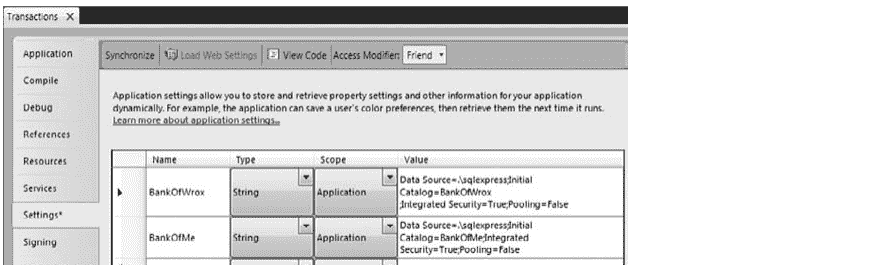 Transactions X
Application
Synchronize Load Web Settings View Code Access Modifier: Friend
Compile
Application settings allow you to store and retrieve property settings and other information for your application
Debug
dynamically. For example, the application can save a user's color preferences, then retrieve them the next time it runs.
Learn more about application settings...
References
Resources
Name Type Scope Value
Services
BankOfWrox String Application Data Source=.\sqlexpress;Initial
Catalog=BankOfWrox
;Integrated Security=True;Pooling=False
Settings*
Signing
BankOfMe String Application Data Source=.\sqlexpress;Initial
Catalog=BankOfMe;Integrated
Security=True;Pooling=False